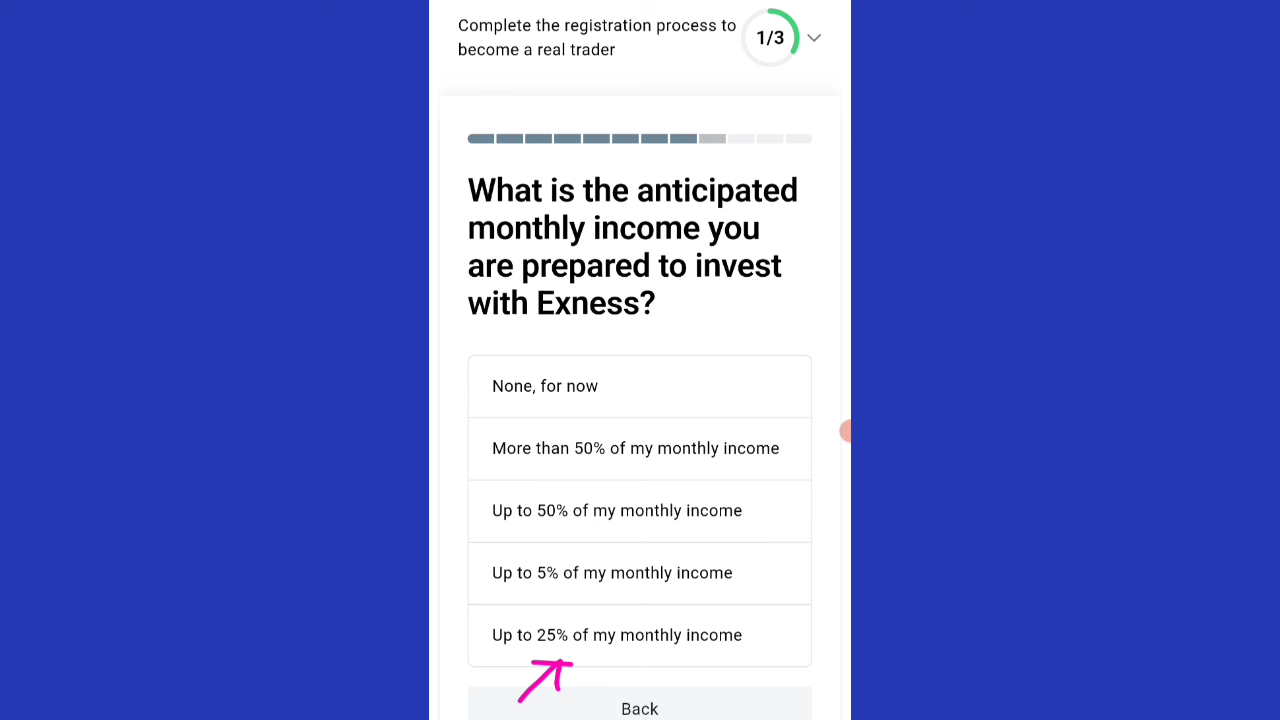 Complete the registration process to
become a real trader
1/3
What is the anticipated
monthly income you
are prepared to invest
with Exness?
None, for now
More than 50% of my monthly income
Up to 50% of my monthly income
Up to 5% of my monthly income
Up to 25% of my monthly income
Back